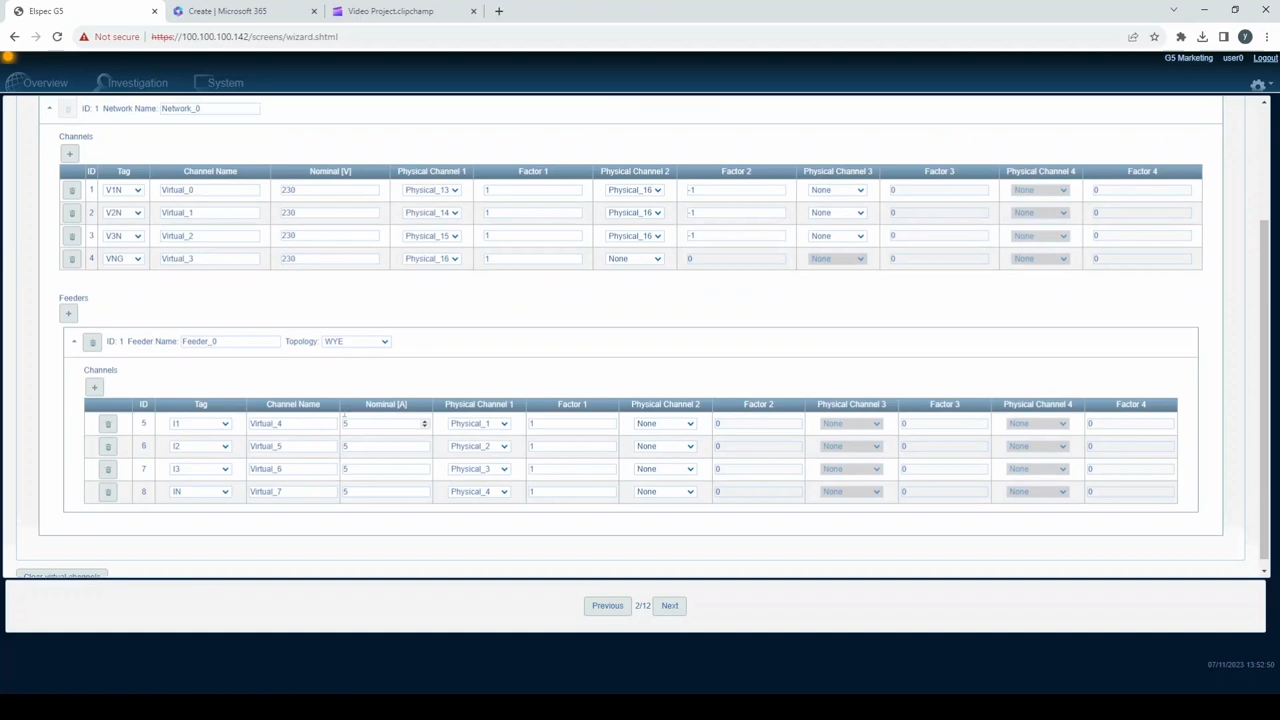 Elspec G5
Create | Microsoft 365
Video Project.clipchamp
Not secure
https://100.100.100.142/screens/wizard.shtml
y
G5 Marketing user0 Logout
Overview Investigation System
ID: 1 Network Name: Network_0
Channels
+
ID Tag Channel Name Nominal [V] Physical Channel 1 Factor 1 Physical Channel 2 Factor 2 Physical Channel 3 Factor 3 Physical Channel 4 Factor 4
1 V1N Virtual_0 230 Physical_13 1 Physical_16 -1 None 0 None 0
2 V2N Virtual_1 230 Physical_14 1 Physical_16 -1 None 0 None 0
3 V3N Virtual_2 230 Physical_15 1 Physical_16 -1 None 0 None 0
4 VNG Virtual_3 230 Physical_16 1 None 0 None 0 None 0
Feeders
+
ID: 1 Feeder Name: Feeder_0 Topology: WYE
Channels
+
ID Tag Channel Name Nominal [A] Physical Channel 1 Factor 1 Physical Channel 2 Factor 2 Physical Channel 3 Factor 3 Physical Channel 4 Factor 4
5 I1 Virtual_4 5 Physical_1 1 None 0 None 0 None 0
6 I2 Virtual_5 5 Physical_2 1 None 0 None 0 None 0
7 I3 Virtual_6 5 Physical_3 1 None 0 None 0 None 0
8 IN Virtual_7 5 Physical_4 1 None 0 None 0 None 0
Clear virtual channels
Previous 2/12 Next
07/11/2023 13:52:50